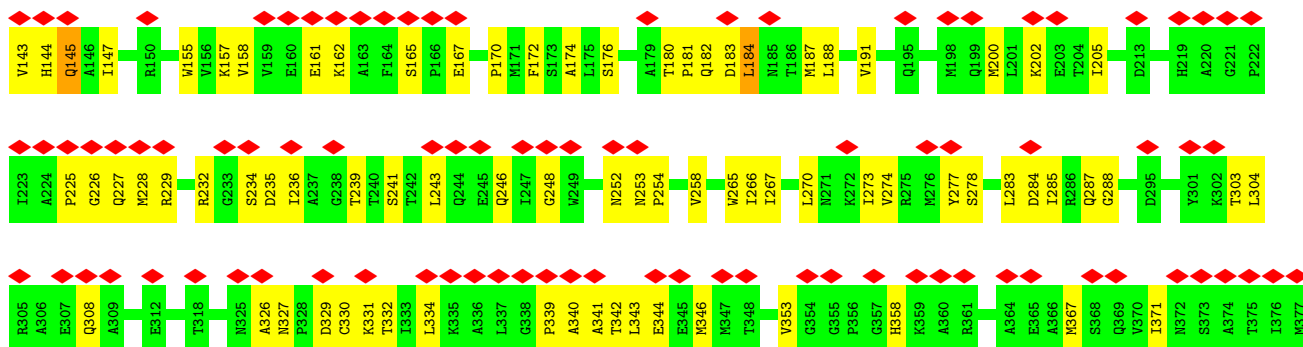 V143 H144 Q145 A146 I147 R150 W155 V156 K157 V158 V159 E160 E161 K162 A163 F164 S165 P166 E167 P170 M171 F172 S173 A174 L175 S176 A179 T180 P181 Q182 D183 L184 N185 T186 M187 L188 V191 Q195 M198 Q199 M200 L201 K202 E203 T204 I205 D213 H219 A220 G221 P222
I223 A224 P225 G226 Q227 M228 R229 R232 G233 S234 D235 I236 A237 G238 T239 T240 S241 T242 L243 Q244 E245 Q246 I247 G248 W249 N252 N253 P254 V258 W265 I266 I267 L270 N271 K272 I273 V274 R275 M276 Y277 S278 L283 D284 I285 R286 Q287 G288 D295 Y301 K302 T303 L304
R305 A306 E307 Q308 A309 E312 T318 N325 A326 N327 P328 D329 C330 K331 T332 I333 L334 K335 A336 L337 G338 P339 A340 A341 T342 L343 E344 E345 M346 M347 T348 V353 G354 G355 P356 G357 H358 K359 A360 R361 A364 E365 A366 M367 S368 Q369 V370 I371 N372 S373 A374 T375 I376 M377